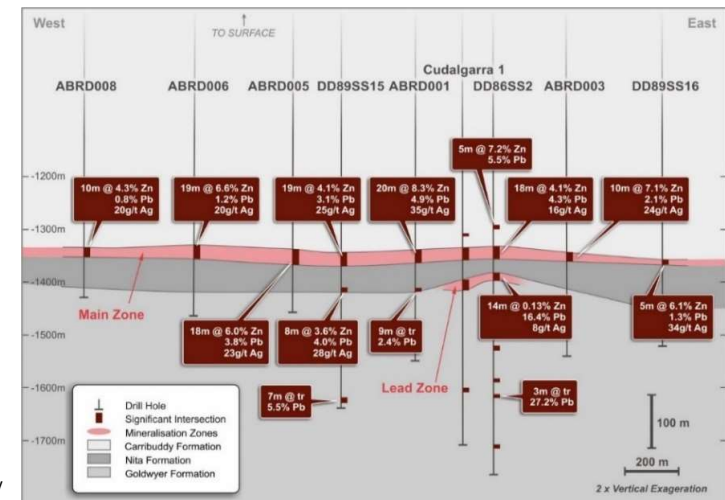 West
East
TO SURFACE
Cudalgarra 1
ABRD008
ABRD006
ABRD005
DD89SS15
ABRD001
DD86SS2
ABRD003
DD89SS16
5m @ 7.2% Zn
5.5% Pb
-1200m
10m @ 4.3% Zn
0.8% Pb
20g/t Ag
19m @ 6.6% Zn
1.2% Pb
20g/t Ag
19m @ 4.1% Zn
3.1% Pb
25g/t Ag
20m @ 8.3% Zn
4.9% Pb
35g/t Ag
18m @ 4.1% Zn
4.3% Pb
16g/t Ag
10m @ 7.1% Zn
2.1% Pb
24g/t Ag
-1300m
-1400m
Main Zone
18m @ 6.0% Zn
3.8% Pb
23g/t Ag
8m @ 3.6% Zn
4.0% Pb
28g/t Ag
9m @ tr
2.4% Pb
14m @ 0.13% Zn
16.4% Pb
8g/t Ag
5m @ 6.1% Zn
1.3% Pb
34g/t Ag
-1500m
Lead Zone
7m @ tr
5.5% Pb
3m @ tr
27.2% Pb
-1600m
-1700m
Drill Hole
Significant Intersection
Mineralisation Zones
Carribuddy Formation
Nita Formation
Goldwyer Formation
100 m
200 m
2 x Vertical Exageration